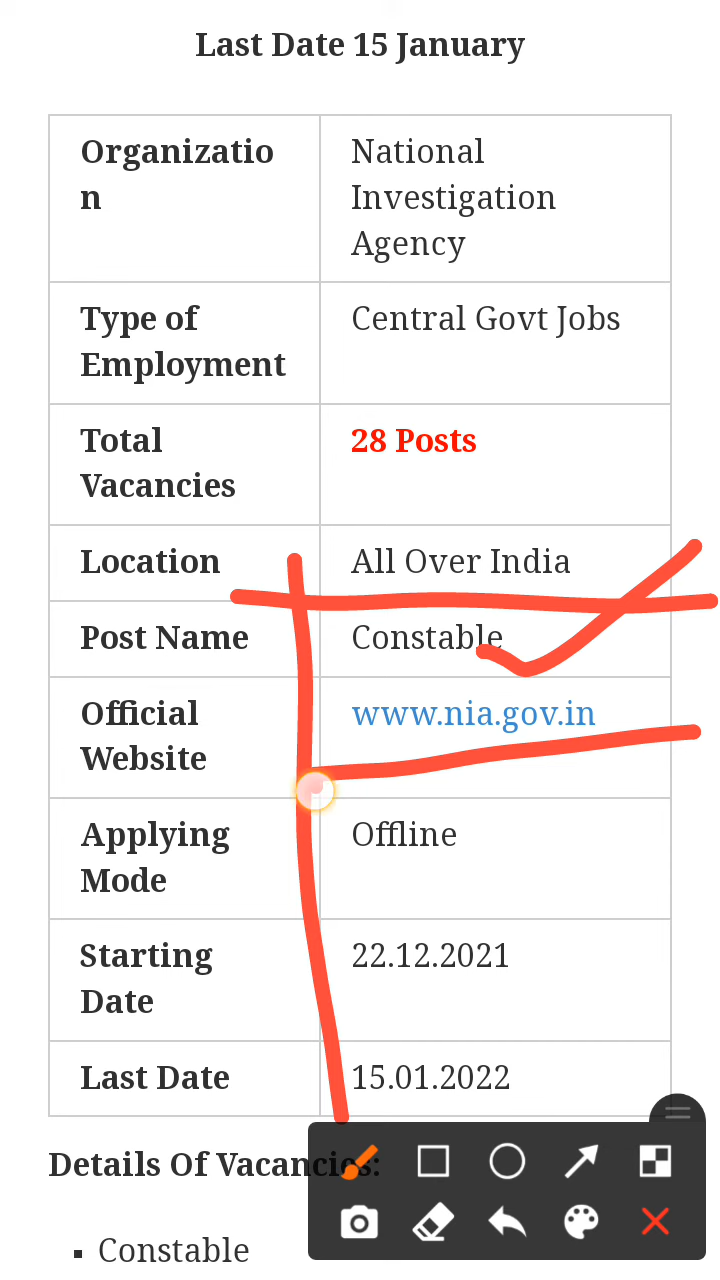 Last Date 15 January
Organizatio
n
National
Investigation
Agency
Type of
Employment
Central Govt Jobs
Total
Vacancies
28 Posts
Location
All Over India
Post Name
Constable
Official
Website
www.nia.gov.in
Applying
Mode
Offline
Starting
Date
22.12.2021
Last Date
15.01.2022
Details Of Vacancies:
▪ Constable